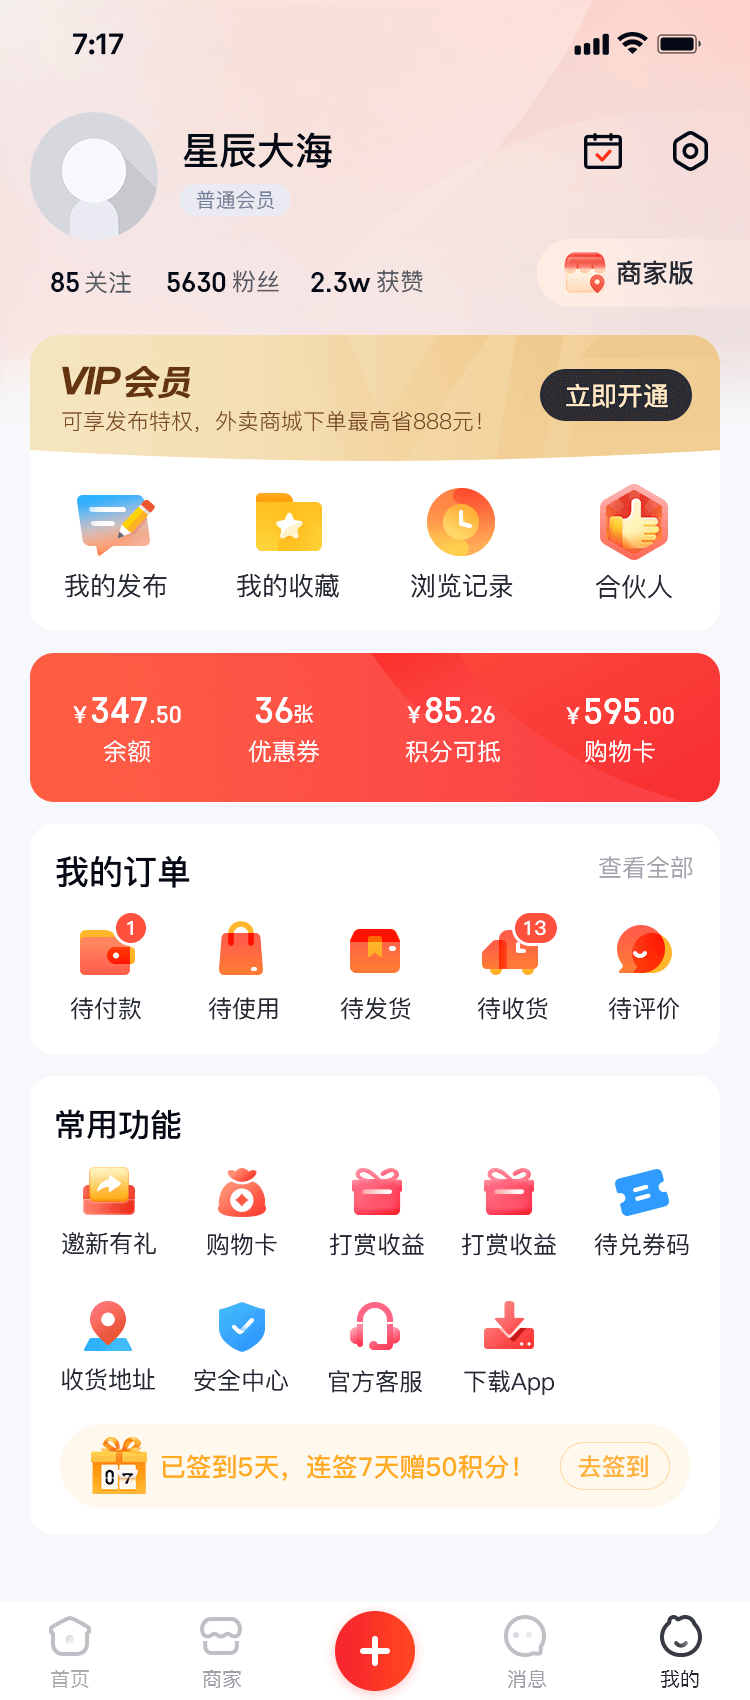 7:17
星辰大海
普通会员
85 关注 5630 粉丝 2.3w 获赞
商家版
VIP 会员
可享发布特权，外卖商城下单最高省888元！
立即开通
我的发布 我的收藏 浏览记录 合伙人
¥347.50 36张 ¥85.26 ¥595.00
余额 优惠券 积分可抵 购物卡
我的订单 查看全部
1 13
待付款 待使用 待发货 待收货 待评价
常用功能
邀新有礼 购物卡 打赏收益 打赏收益 待兑券码
收货地址 安全中心 官方客服 下载App
07 已签到5天，连签7天赠50积分！ 去签到
首页 商家 消息 我的